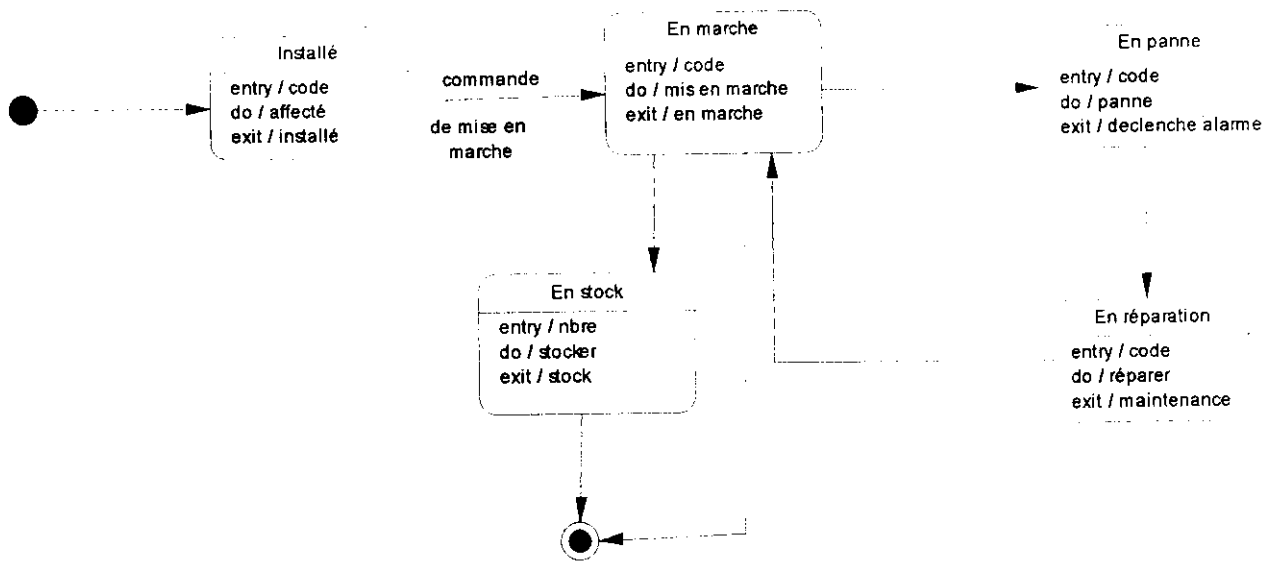 Installé
entry / code
do / affecté
exit / installé
commande
de mise en
marche
En marche
entry / code
do / mis en marche
exit / en marche
En panne
entry / code
do / panne
exit / declenche alarme
En stock
entry / nbre
do / stocker
exit / stock
En réparation
entry / code
do / réparer
exit / maintenance